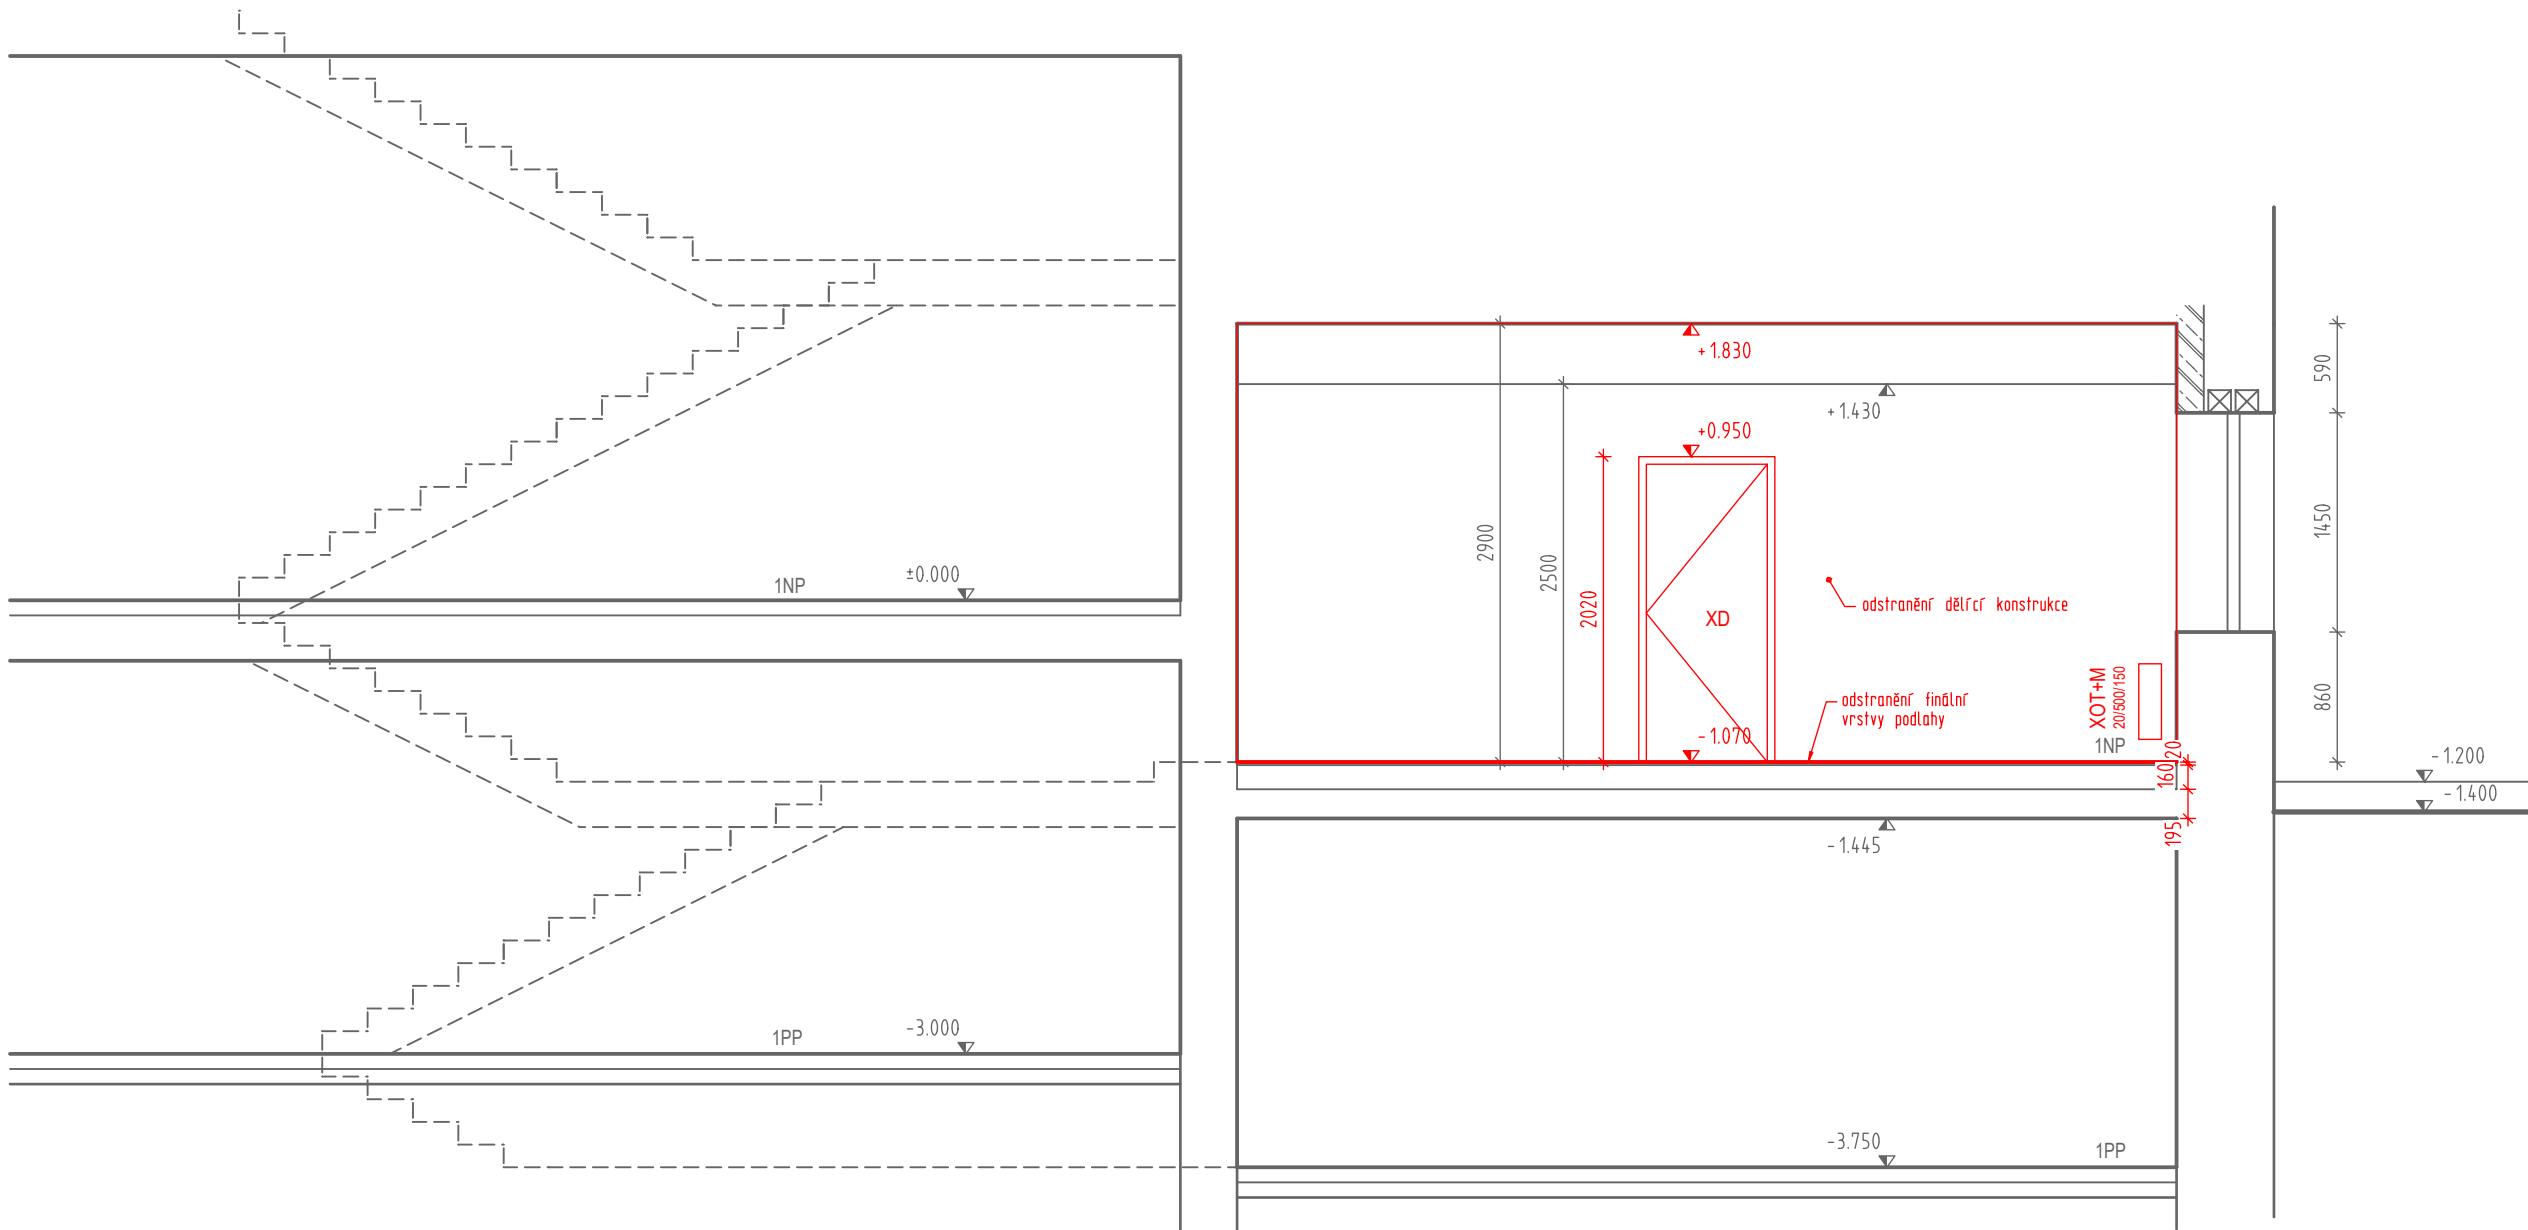 +1.830
590
+1.430
+0.950
2900
2500
2020
1450
±0.000
1NP
odstranění dělící konstrukce
XD
XOT+M
20/500/150
860
odstranění finální
vrstvy podlahy
-1.070
1NP
20
160
-1.200
-1.400
195
-1.445
-3.000
1PP
-3.750
1PP